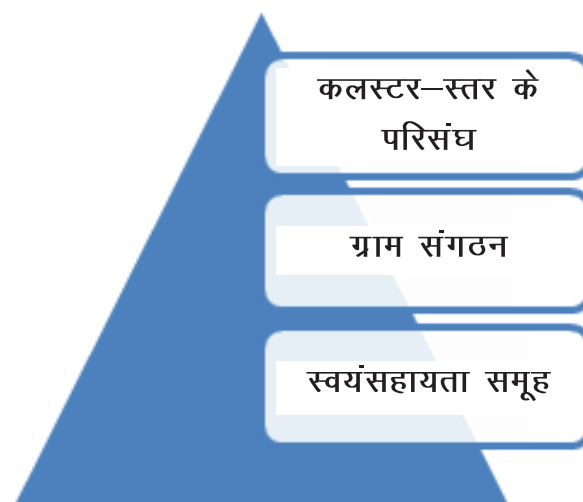 कलस्टर–स्तर के
परिसंघ
ग्राम संगठन
स्वयंसहायता समूह